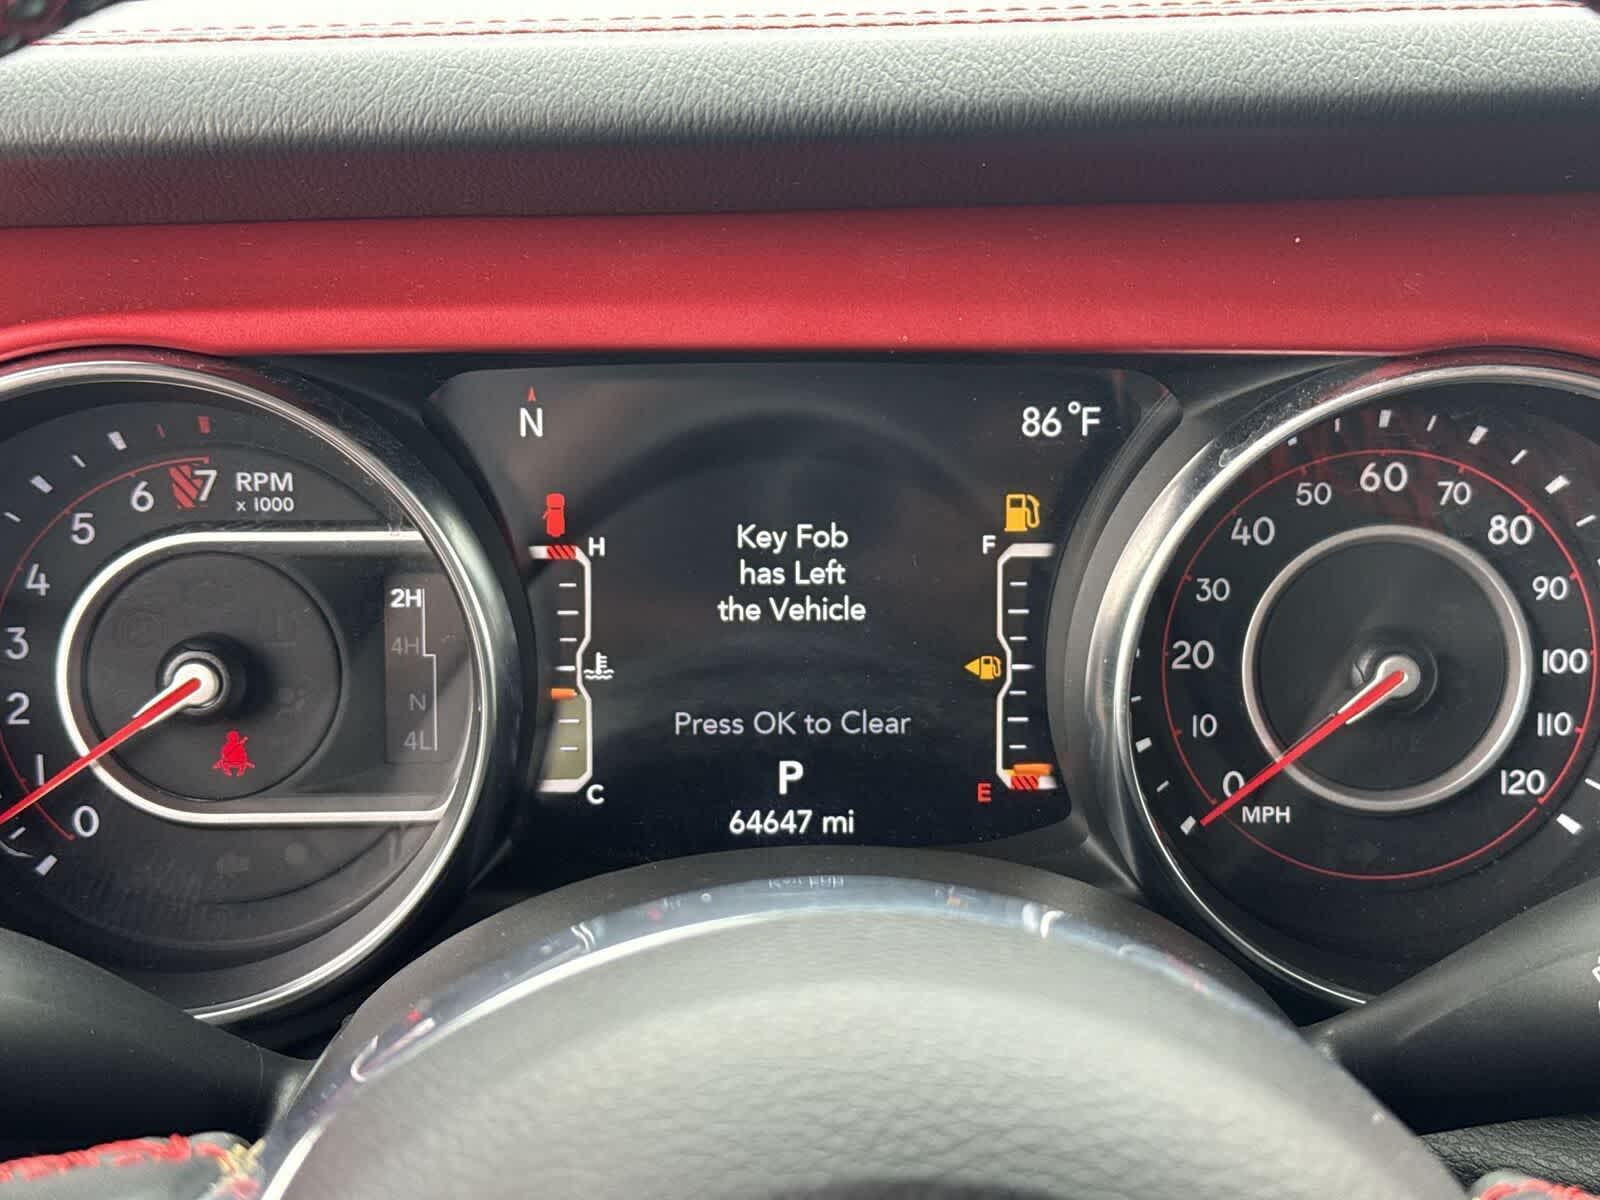 N
86°F
7
RPM
6
x 1000
5
4
3
2
1
0
2H
4H
N
4L
H
C
Key Fob
has Left
the Vehicle
Press OK to Clear
P
64647 mi
F
E
0
10
20
30
40
50
60
70
80
90
100
110
120
MPH